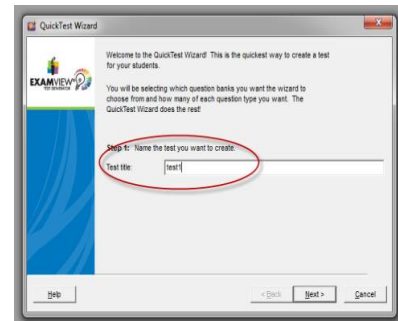 QuickTest Wizard
Welcome to the QuickTest Wizard! This is the quickest way to create a test
for your students.
EXAMVIEW
TEST GENERATOR
You will be selecting which question banks you want the wizard to
choose from and how many of each question type you want. The
QuickTest Wizard does the rest!
Step 1: Name the test you want to create.
Test title: test1
Help < Back Next > Cancel